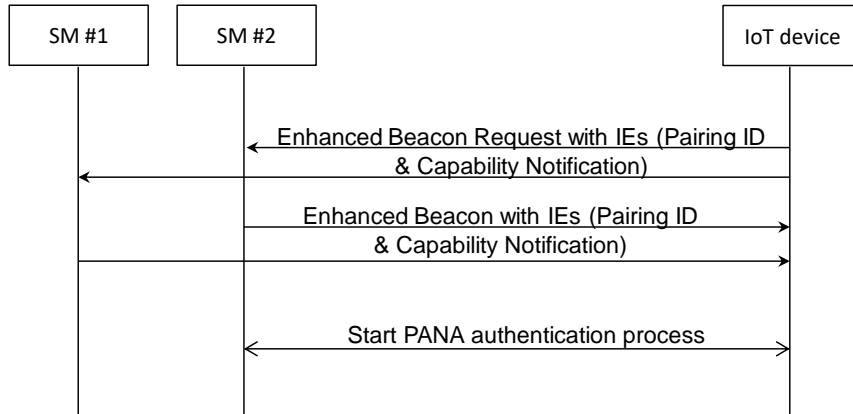 SM #1
SM #2
IoT device
Enhanced Beacon Request with IEs (Pairing ID
& Capability Notification)
Enhanced Beacon with IEs (Pairing ID
& Capability Notification)
Start PANA authentication process